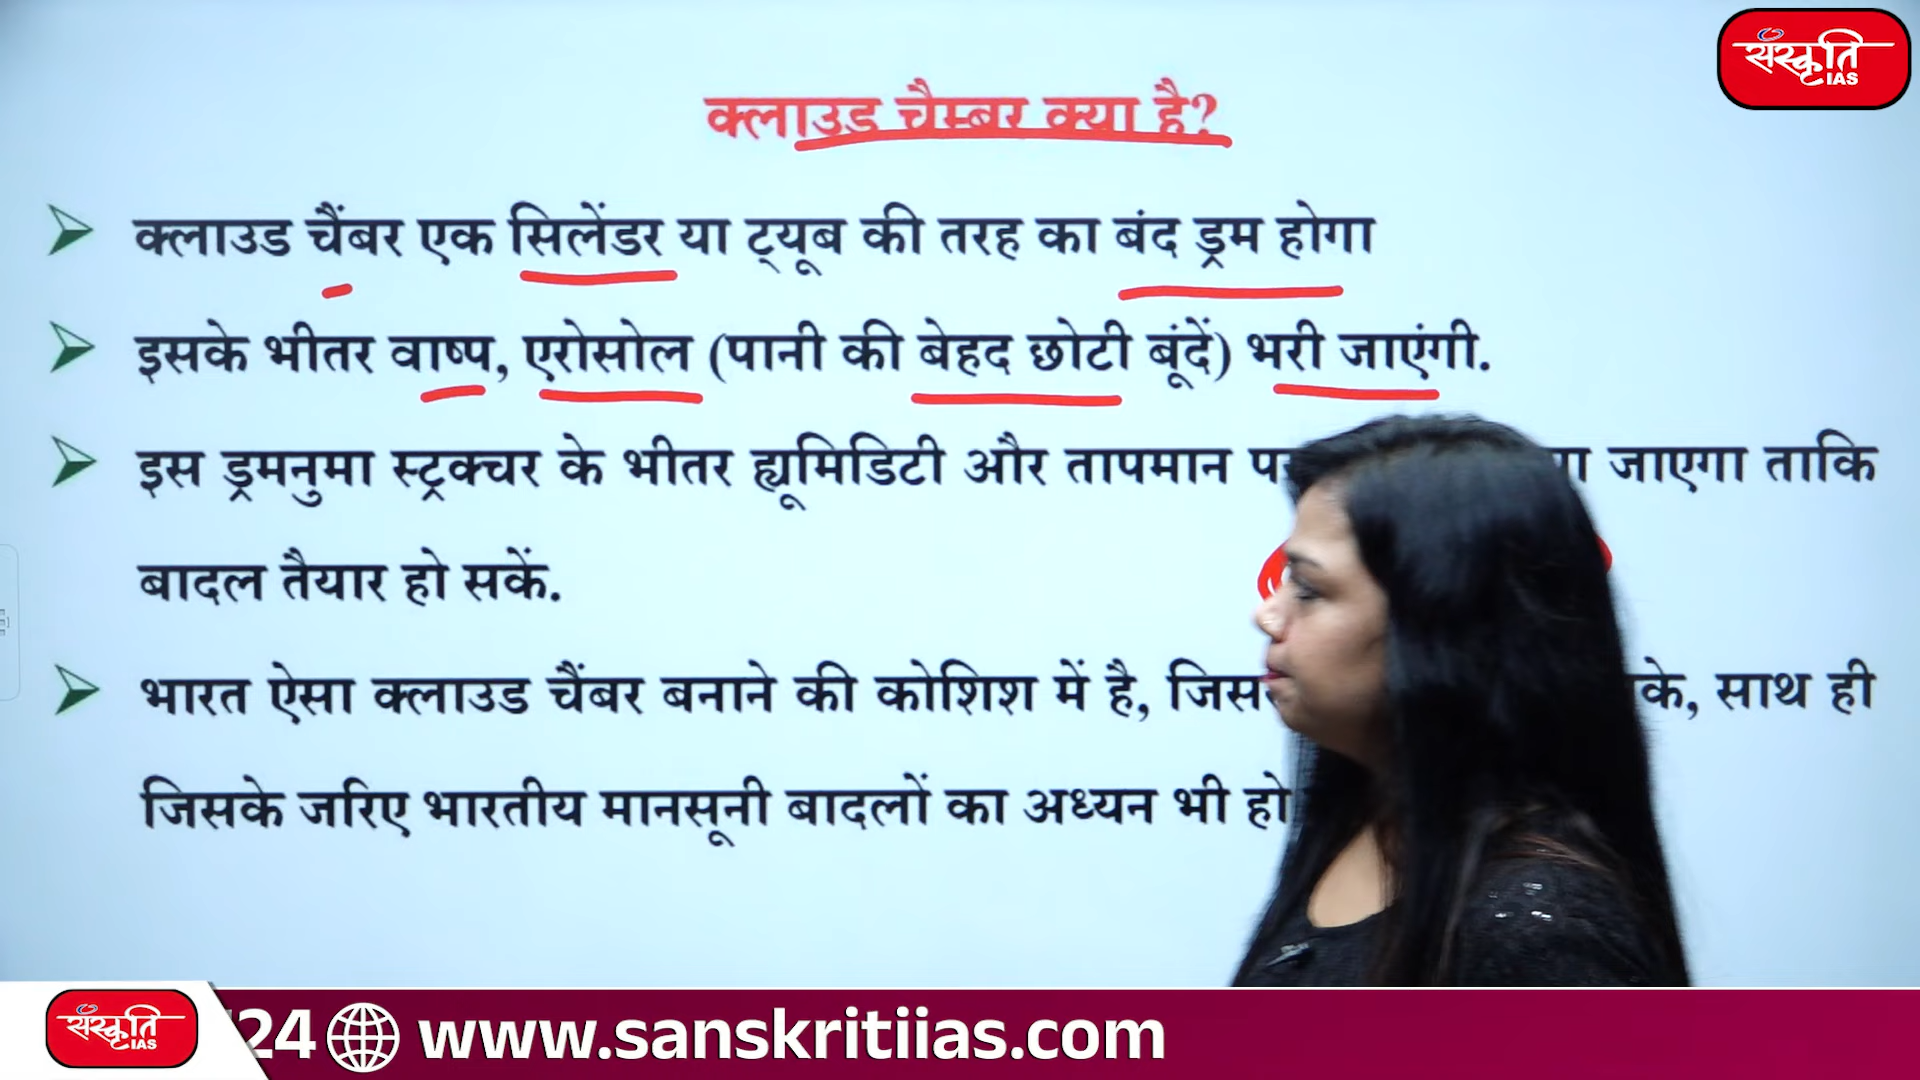 संस्कृति
IAS
क्लाउड चैम्बर क्या है?
क्लाउड चैंबर एक सिलेंडर या ट्यूब की तरह का बंद ड्रम होगा
इसके भीतर वाष्प, एरोसोल (पानी की बेहद छोटी बूंदें) भरी जाएंगी.
इस ड्रमनुमा स्ट्रक्चर के भीतर ह्यूमिडिटी और तापमान जाएगा ताकि
बादल तैयार हो सकें.
भारत ऐसा क्लाउड चैंबर बनाने की कोशिश में है, साथ ही
जिसके जरिए भारतीय मानसूनी बादलों का अध्यन भी हो
संस्कृति
IAS
24 www.sanskritiias.com